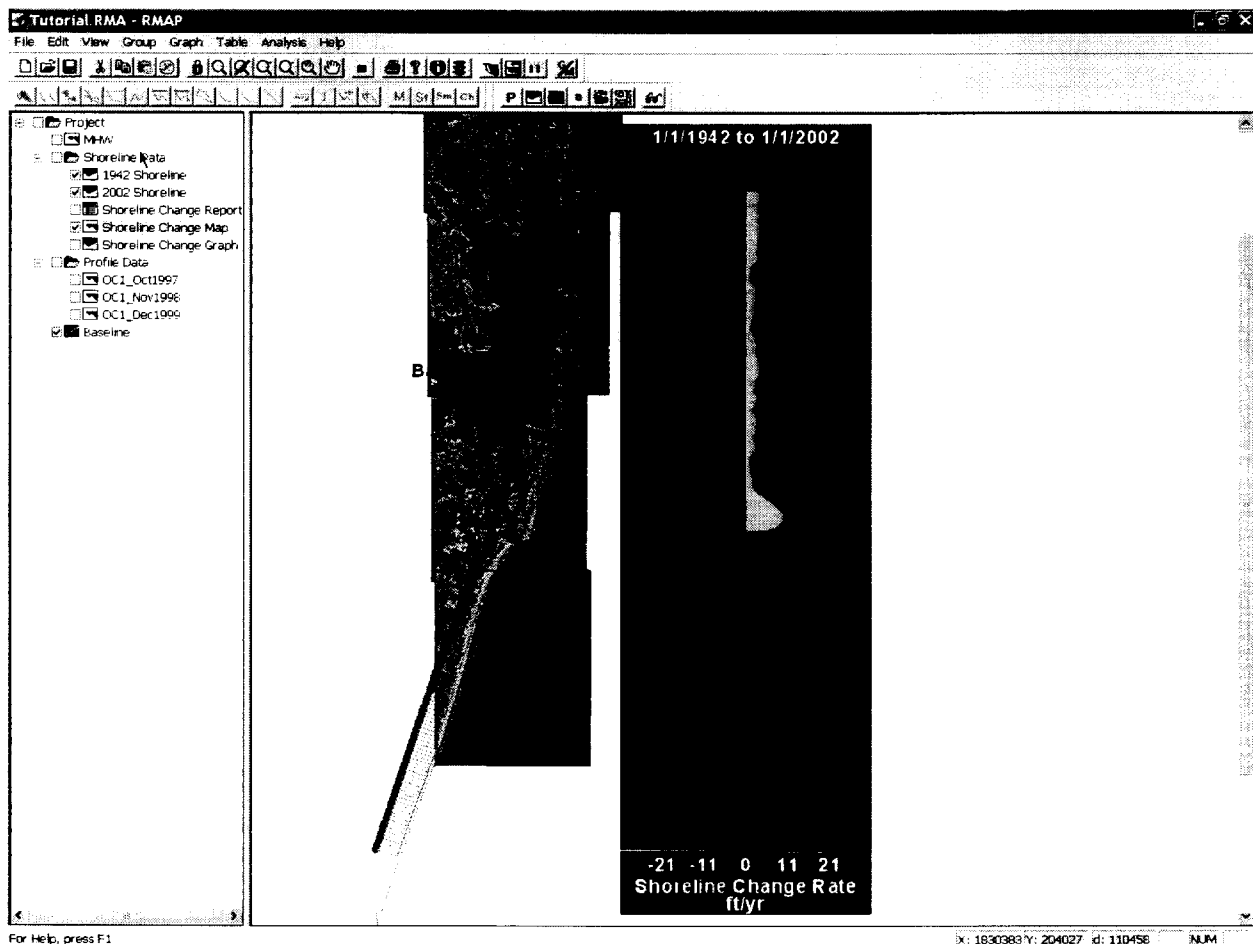 Tutorial.RMA - RMAP
File Edit View Group Graph Table Analysis Help
M St Sm Ch P
Project
MHW
Shoreline Data
1942 Shoreline
2002 Shoreline
Shoreline Change Report
Shoreline Change Map
Shoreline Change Graph
Profile Data
OC1_Oct1997
OC1_Nov1998
OC1_Dec1999
Baseline
B
1/1/1942 to 1/1/2002
-21 -11 0 11 21
Shoreline Change Rate
ft/yr
For Help, press F1
X: 1830383 Y: 204027 d: 110458 NUM